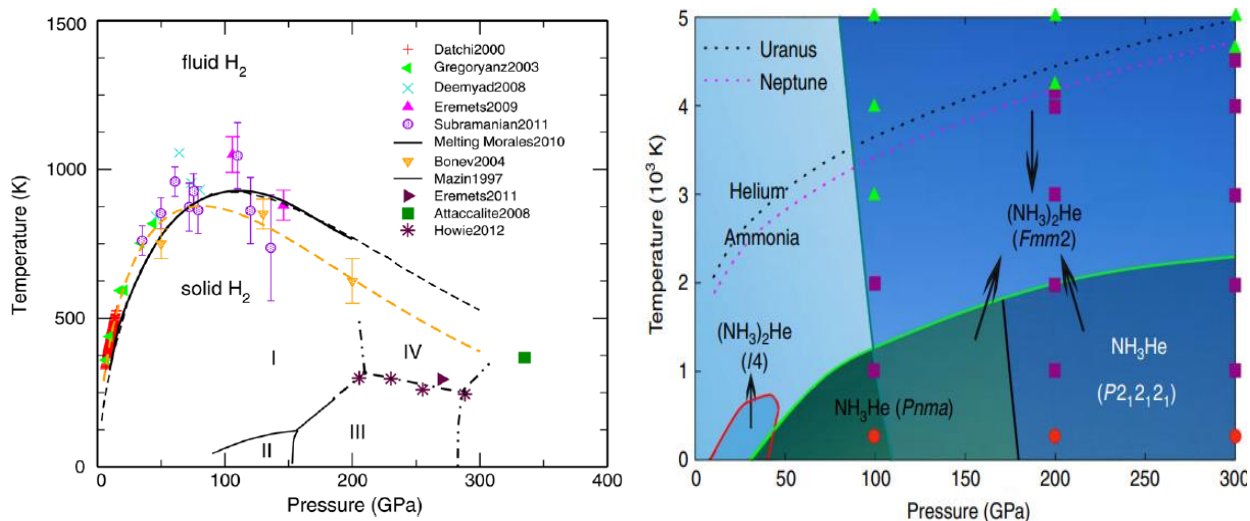 1500
1000
500
0
0
100
200
300
400
Temperature (K)
Pressure (GPa)
fluid H2
solid H2
I
II
III
IV
Datchi2000
Gregoryanz2003
Deemyad2008
Eremets2009
Subramanian2011
Melting Morales2010
Bonev2004
Mazin1997
Eremets2011
Attaccalite2008
Howie2012
5
4
3
2
1
0
0
50
100
150
200
250
300
Temperature (10³ K)
Pressure (GPa)
Uranus
Neptune
Helium
Ammonia
(NH3)2He
(I4)
(NH3)2He
(Fmm2)
NH3He (Pnma)
NH3He
(P212121)